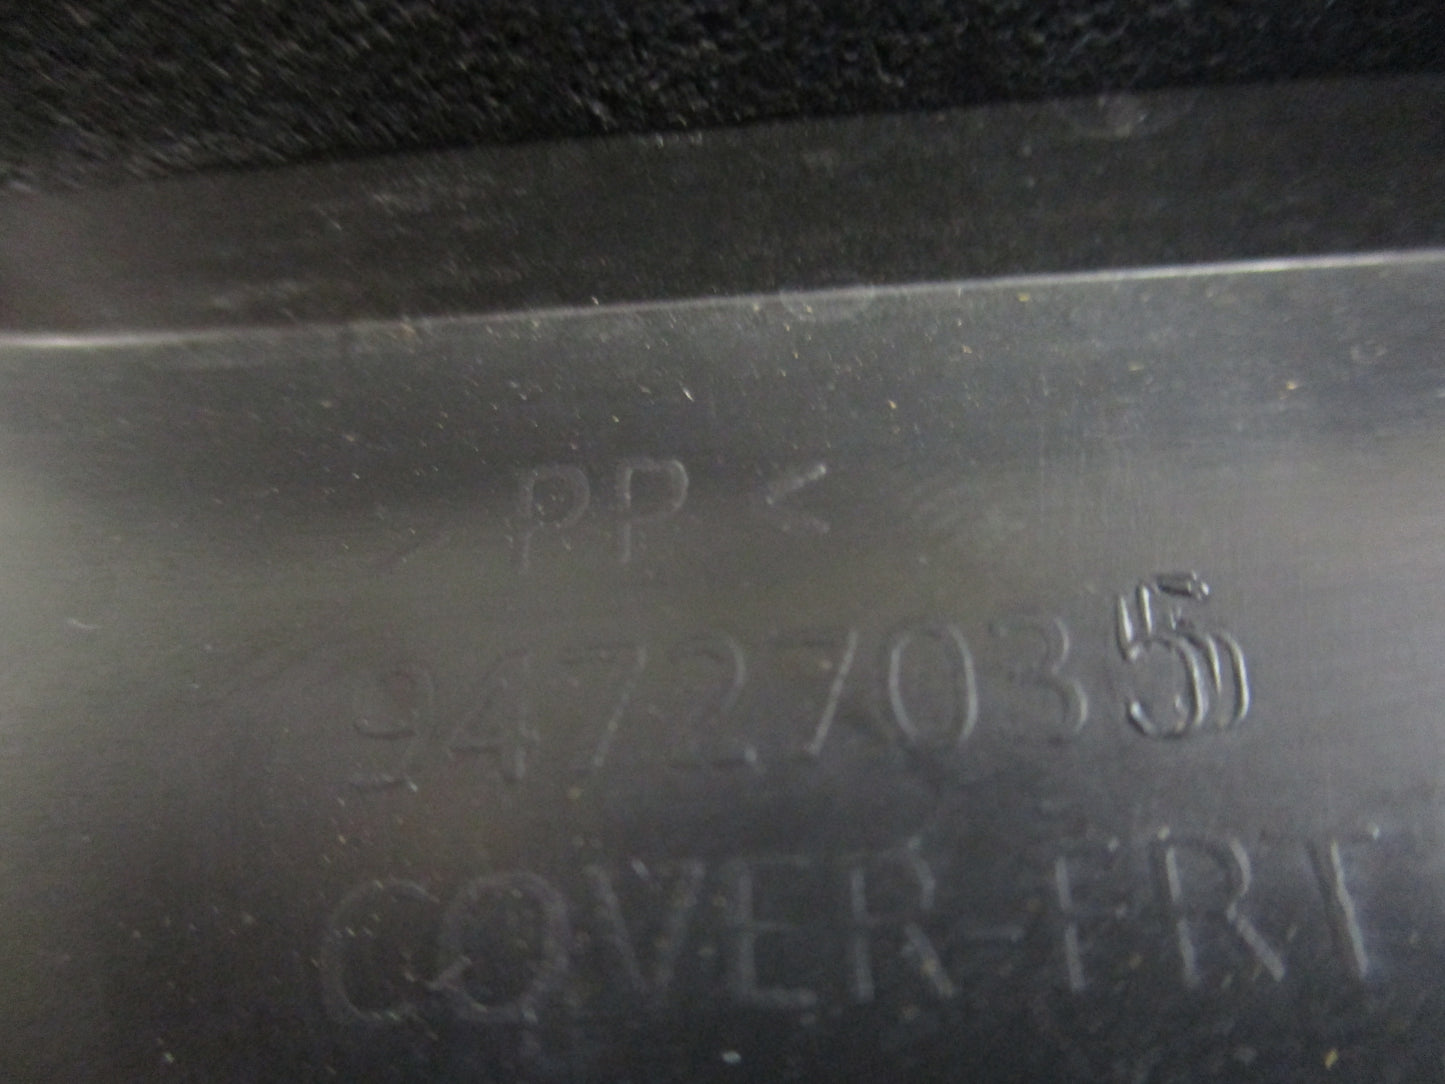 PP <
94727035
COVER-FRT